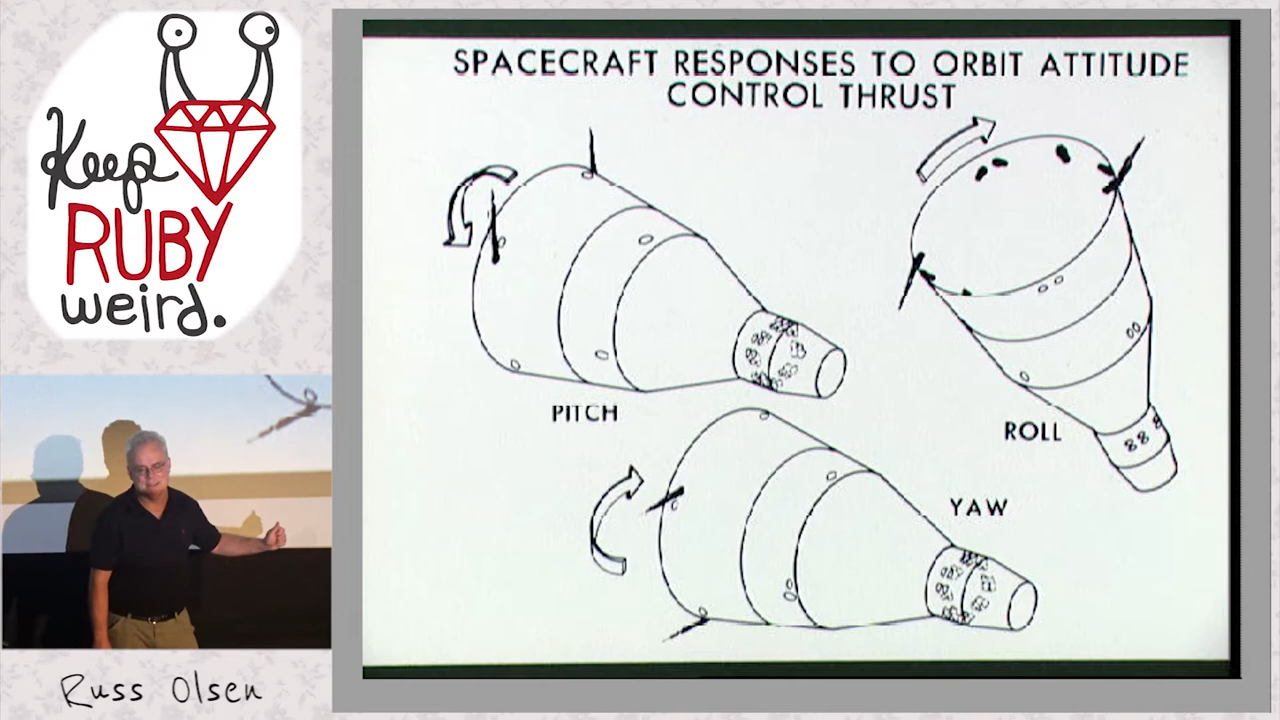 Keep
RUBY
weird.
Russ Olsen
SPACECRAFT RESPONSES TO ORBIT ATTITUDE
CONTROL THRUST
PITCH
ROLL
YAW